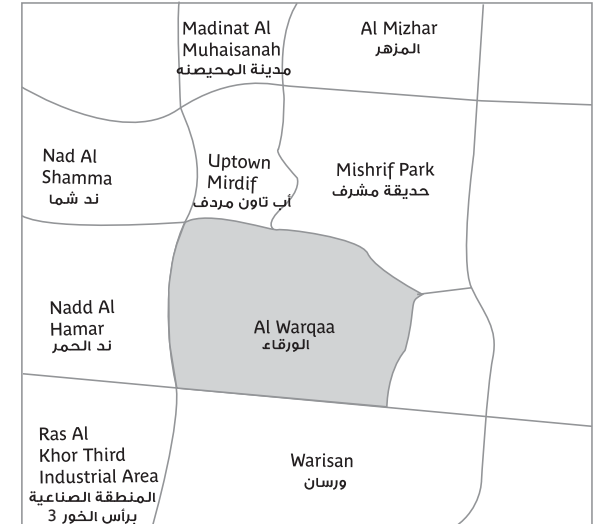 Madinat Al
Muhaisanah
مدينة المحيصنه
Al Mizhar
المزهر
Nad Al
Shamma
ند شما
Uptown
Mirdif
أب تاون مردف
Mishrif Park
حديقة مشرف
Nadd Al
Hamar
ند الحمر
Al Warqaa
الورقاء
Ras Al
Khor Third
Industrial Area
المنطقة الصناعية
برأس الخور 3
Warisan
ورسان